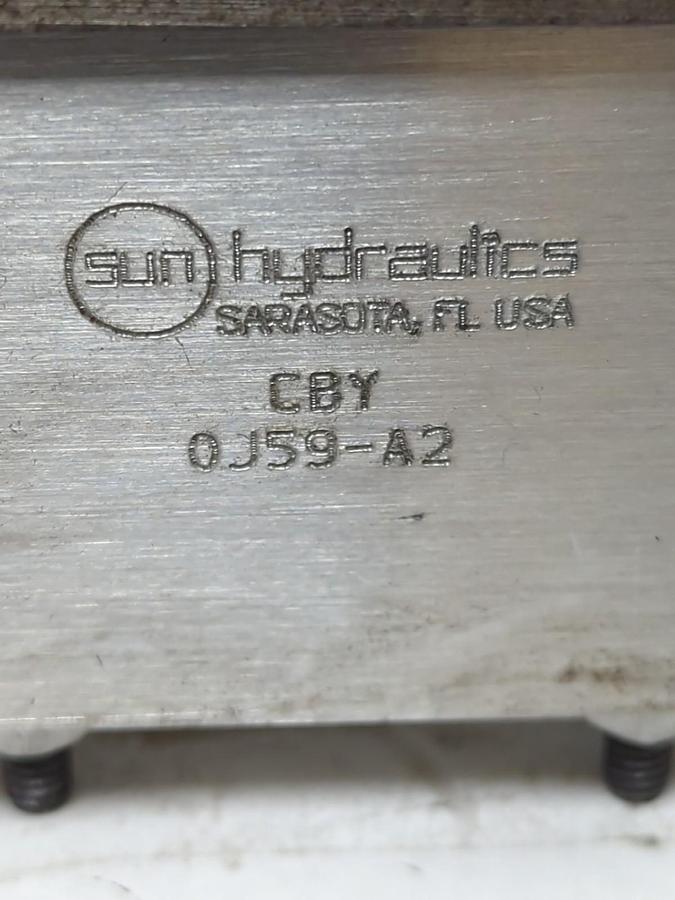 sun hydraulics
SARASOTA, FL USA
CBY
0J59-A2